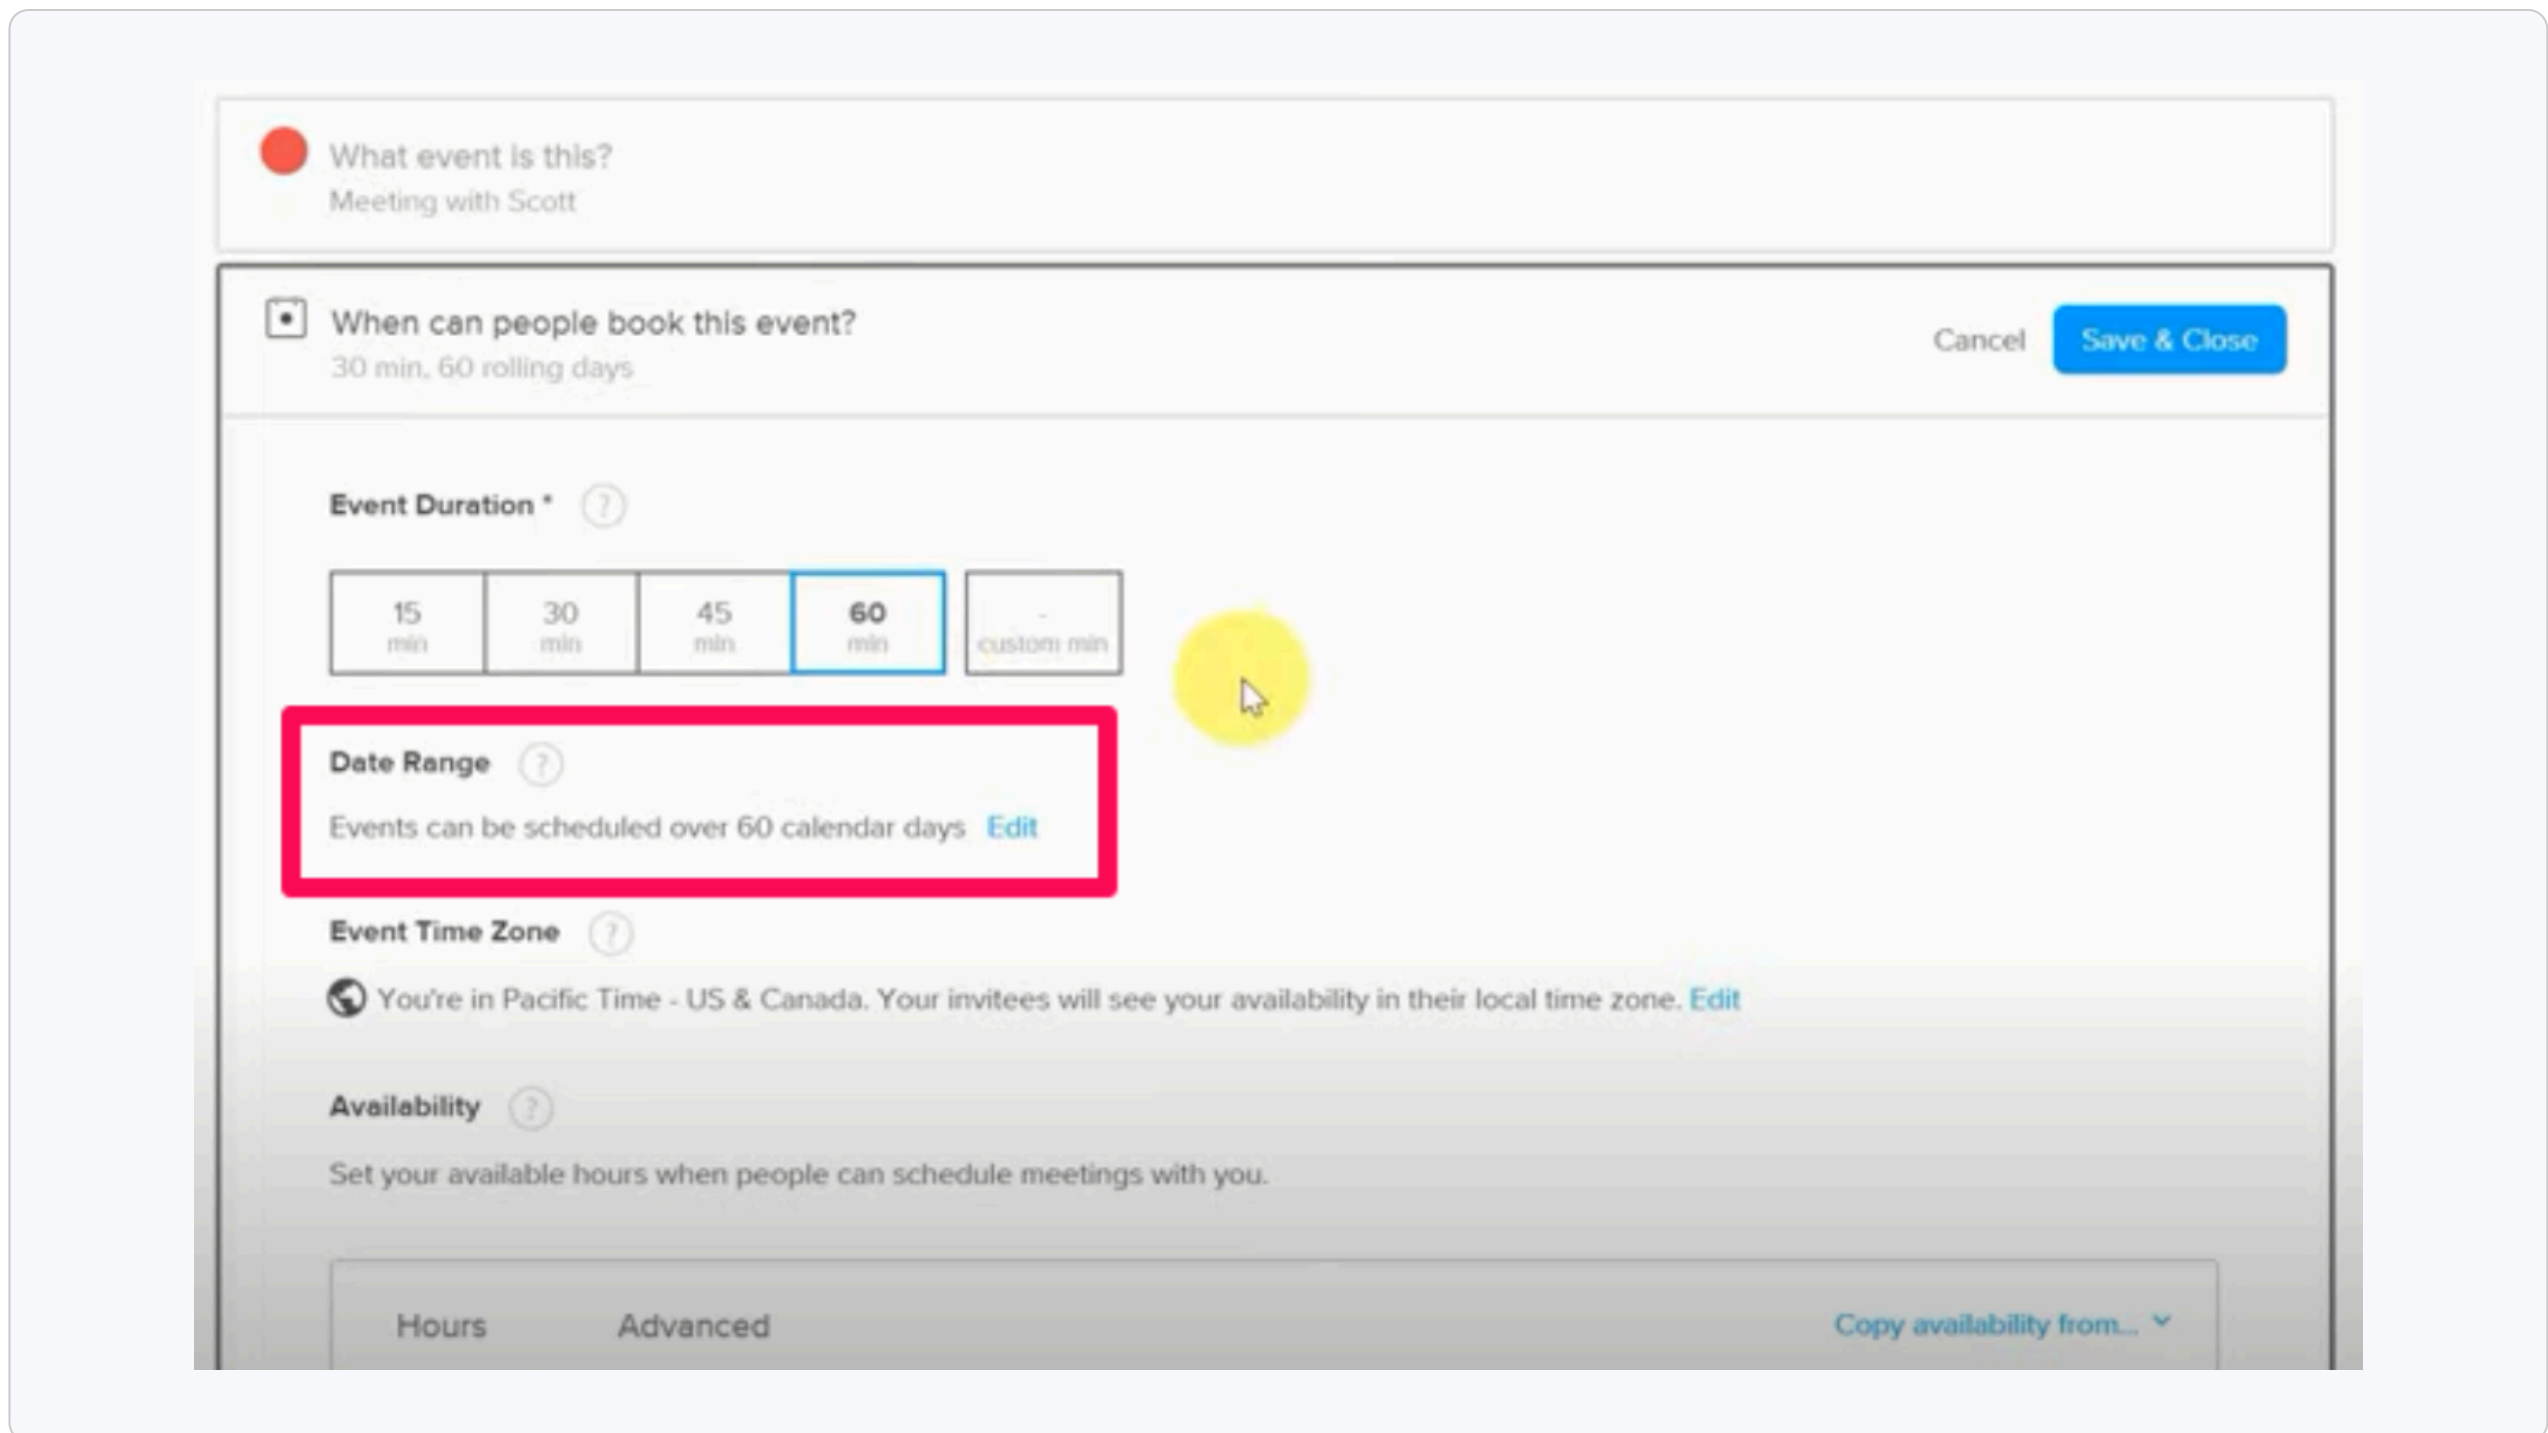 What event is this?
Meeting with Scott
When can people book this event?
30 min, 60 rolling days
Cancel
Save & Close
Event Duration * ?
15 min
30 min
45 min
60 min
- custom min
Date Range ?
Events can be scheduled over 60 calendar days Edit
Event Time Zone ?
You're in Pacific Time - US & Canada. Your invitees will see your availability in their local time zone. Edit
Availability ?
Set your available hours when people can schedule meetings with you.
Hours Advanced Copy availability from...